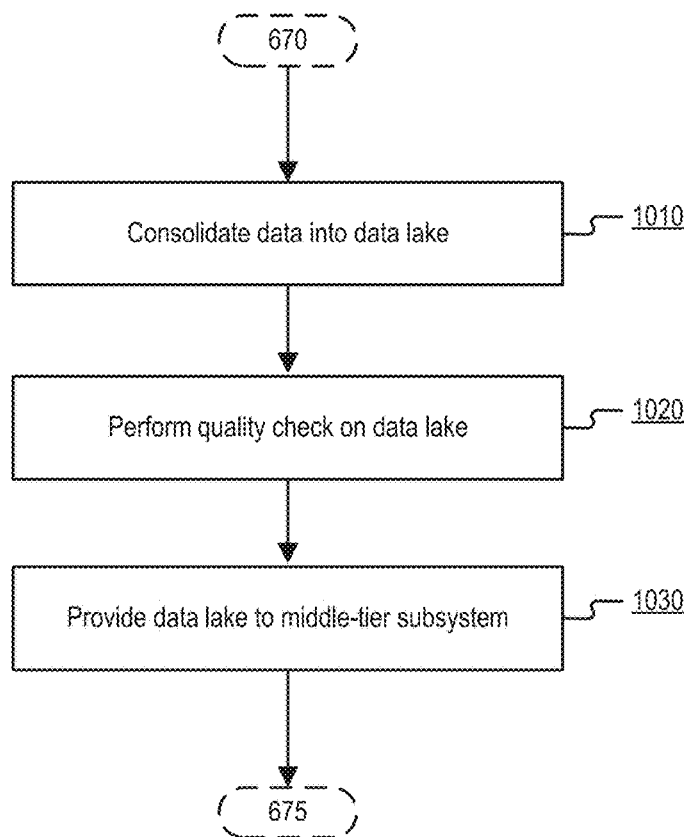 670
Consolidate data into data lake
1010
Perform quality check on data lake
1020
Provide data lake to middle-tier subsystem
1030
675